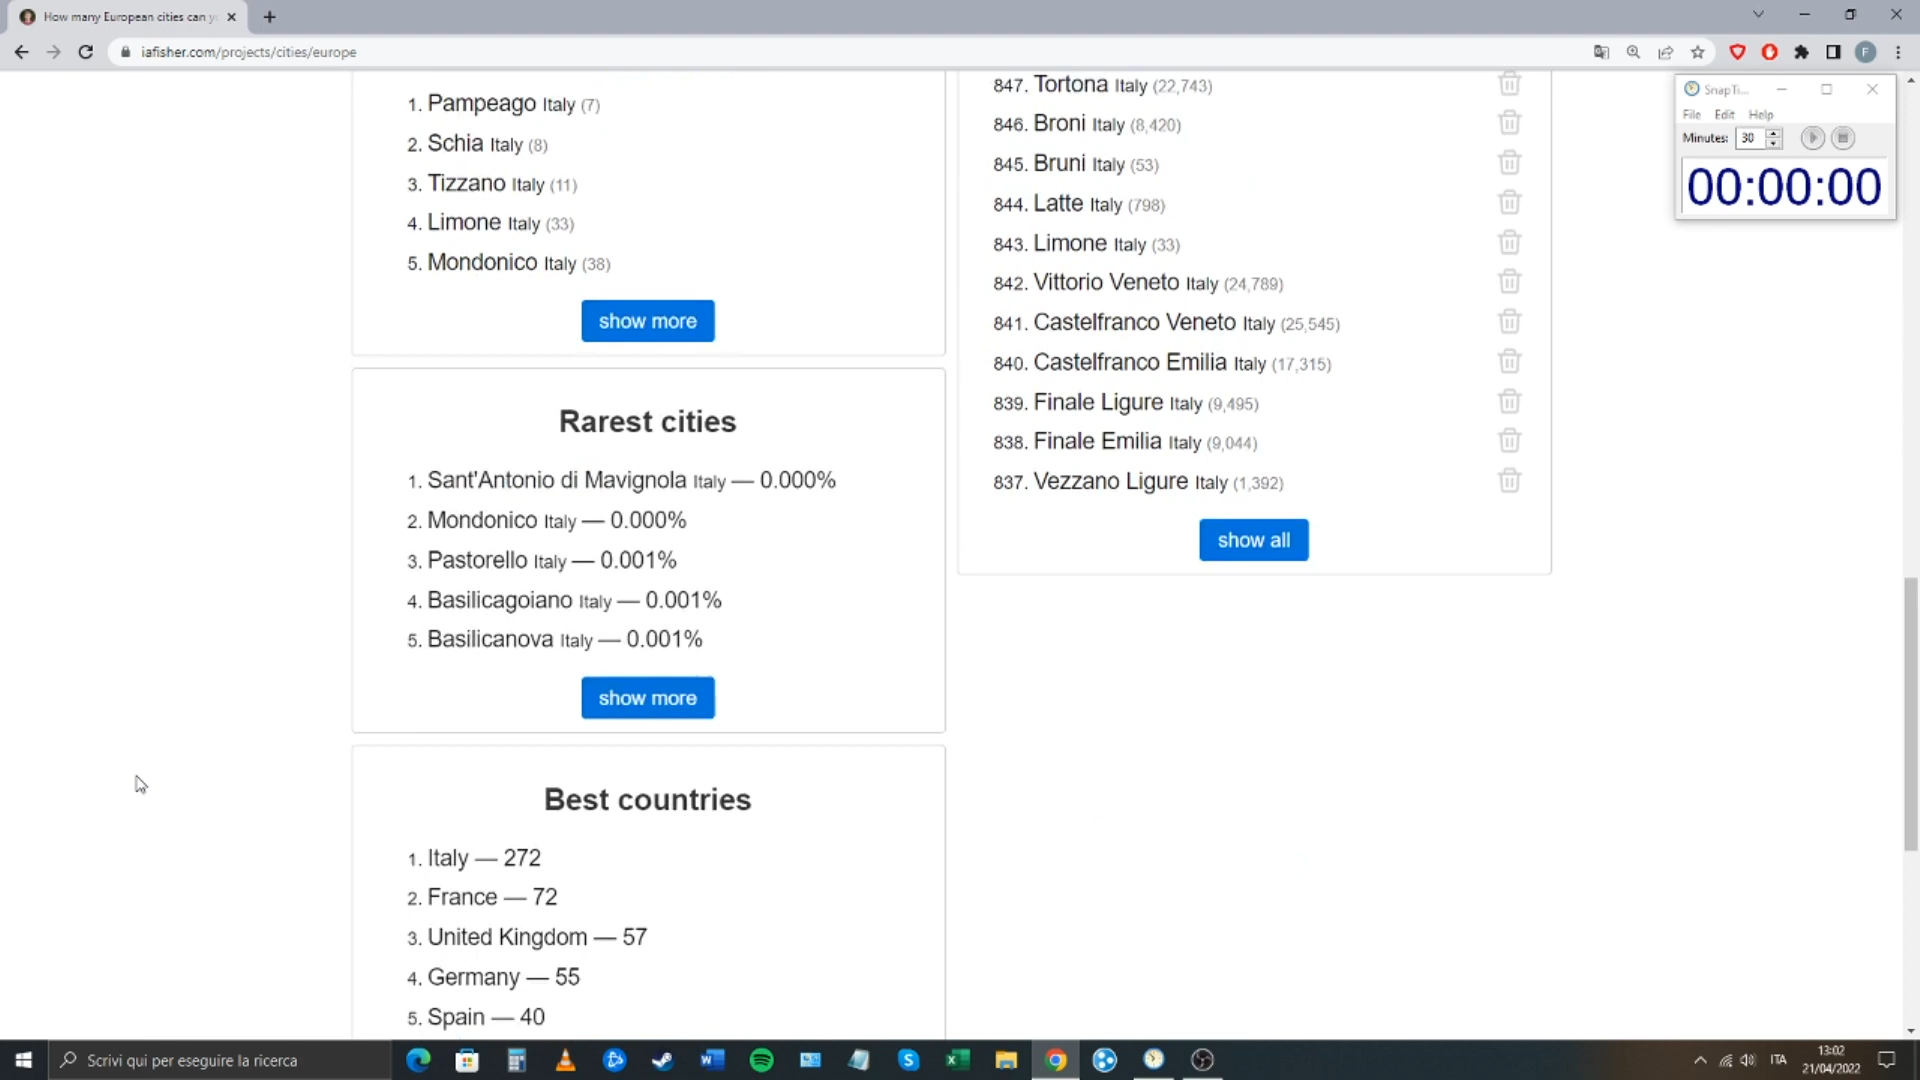 How many European cities can y
iafisher.com/projects/cities/europe
F
1. Pampeago Italy (7)
2. Schia Italy (8)
3. Tizzano Italy (11)
4. Limone Italy (33)
5. Mondonico Italy (38)
show more
Rarest cities
1. Sant'Antonio di Mavignola Italy — 0.000%
2. Mondonico Italy — 0.000%
3. Pastorello Italy — 0.001%
4. Basilicagoiano Italy — 0.001%
5. Basilicanova Italy — 0.001%
show more
Best countries
1. Italy — 272
2. France — 72
3. United Kingdom — 57
4. Germany — 55
5. Spain — 40
847. Tortona Italy (22,743)
846. Broni Italy (8,420)
845. Bruni Italy (53)
844. Latte Italy (798)
843. Limone Italy (33)
842. Vittorio Veneto Italy (24,789)
841. Castelfranco Veneto Italy (25,545)
840. Castelfranco Emilia Italy (17,315)
839. Finale Ligure Italy (9,495)
838. Finale Emilia Italy (9,044)
837. Vezzano Ligure Italy (1,392)
show all
SnapTi...
File Edit Help
Minutes: 30
00:00:00
Scrivi qui per eseguire la ricerca
ITA
13:02
21/04/2022